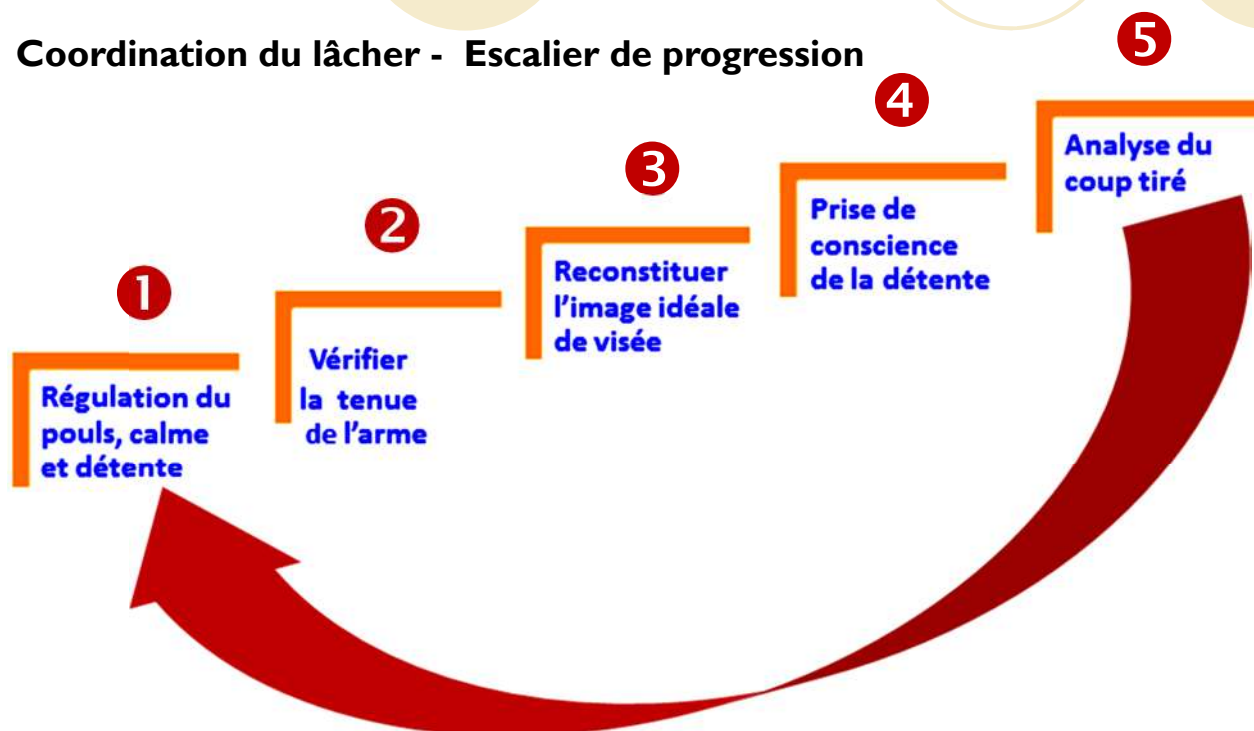 Coordination du lâcher - Escalier de progression
1
Régulation du
pouls, calme
et détente
2
Vérifier
la tenue
de l'arme
3
Reconstituer
l'image idéale
de visée
4
Prise de
conscience
de la détente
5
Analyse du
coup tiré